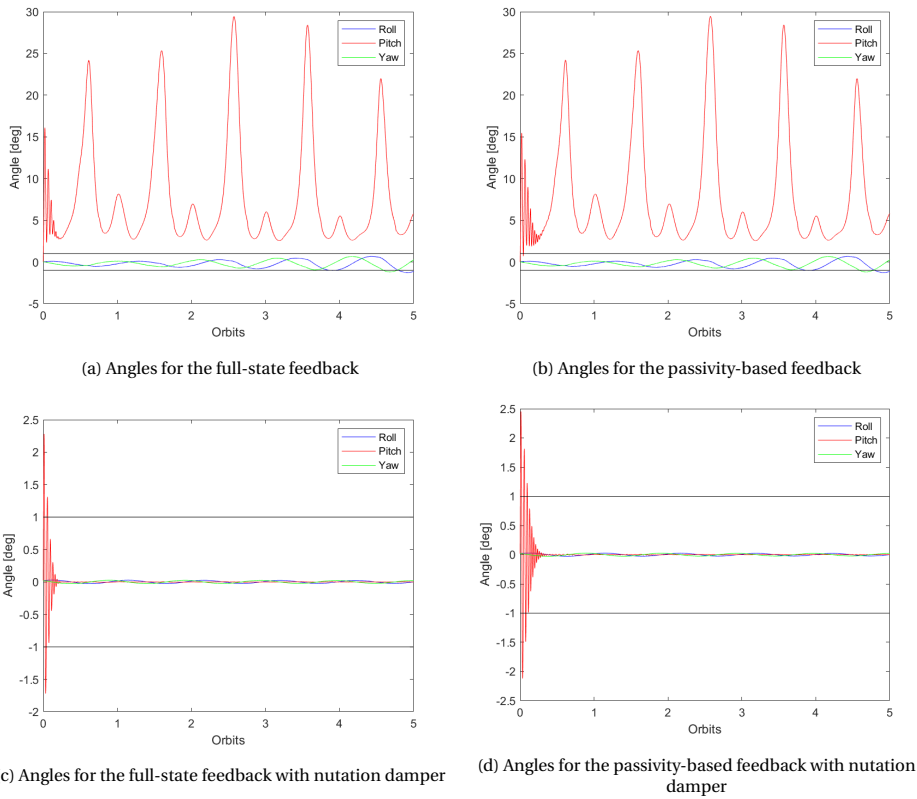 30
25
20
15
10
5
0
-5
Angle [deg]
0 1 2 3 4 5
Orbits
Roll
Pitch
Yaw
(a) Angles for the full-state feedback
30
25
20
15
10
5
0
-5
Angle [deg]
0 1 2 3 4 5
Orbits
Roll
Pitch
Yaw
(b) Angles for the passivity-based feedback
2.5
2
1.5
1
0.5
0
-0.5
-1
-1.5
-2
Angle [deg]
0 1 2 3 4 5
Orbits
Roll
Pitch
Yaw
c) Angles for the full-state feedback with nutation damper
2.5
2
1.5
1
0.5
0
-0.5
-1
-1.5
-2
-2.5
Angle [deg]
0 1 2 3 4 5
Orbits
Roll
Pitch
Yaw
(d) Angles for the passivity-based feedback with nutation
damper